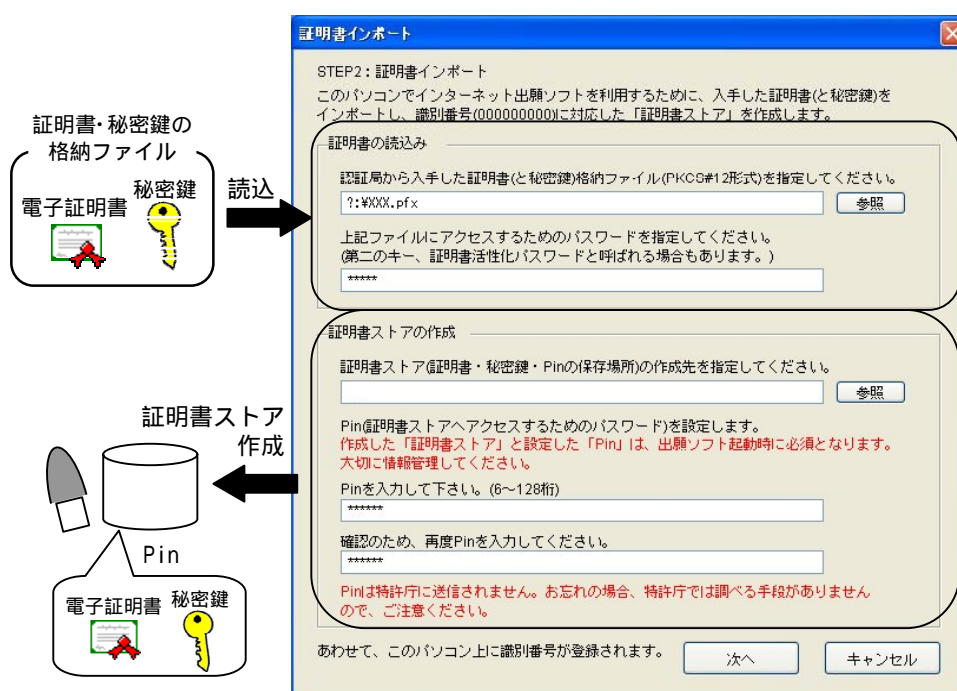 証明書インポート
STEP2：証明書インポート
このパソコンでインターネット出願ソフトを利用するために、入手した証明書(と秘密鍵)を
インポートし、識別番号(000000000)に対応した「証明書ストア」を作成します。
証明書の読込み
認証局から入手した証明書(と秘密鍵)格納ファイル(PKCS#12形式)を指定してください。
?:¥XXX.pfx
参照
上記ファイルにアクセスするためのパスワードを指定してください。
(第二のキー、証明書活性化パスワードと呼ばれる場合もあります。)
*****
証明書ストアの作成
証明書ストア(証明書・秘密鍵・Pinの保存場所)の作成先を指定してください。
参照
Pin(証明書ストアへアクセスするためのパスワード)を設定します。
作成した「証明書ストア」と設定した「Pin」は、出願ソフト起動時に必須となります。
大切に情報管理してください。
Pinを入力して下さい。(6～128桁)
******
確認のため、再度Pinを入力してください。
******
Pinは特許庁に送信されません。お忘れの場合、特許庁では調べる手段がありません
ので、ご注意ください。
あわせて、このパソコン上に識別番号が登録されます。
次へ
キャンセル
証明書・秘密鍵の
格納ファイル
電子証明書
秘密鍵
読込
証明書ストア
作成
Pin
電子証明書
秘密鍵